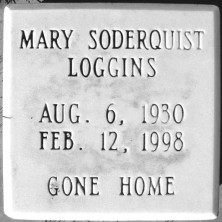 MARY SODERQUIST
LOGGINS
AUG. 6, 1930
FEB. 12, 1998
GONE HOME